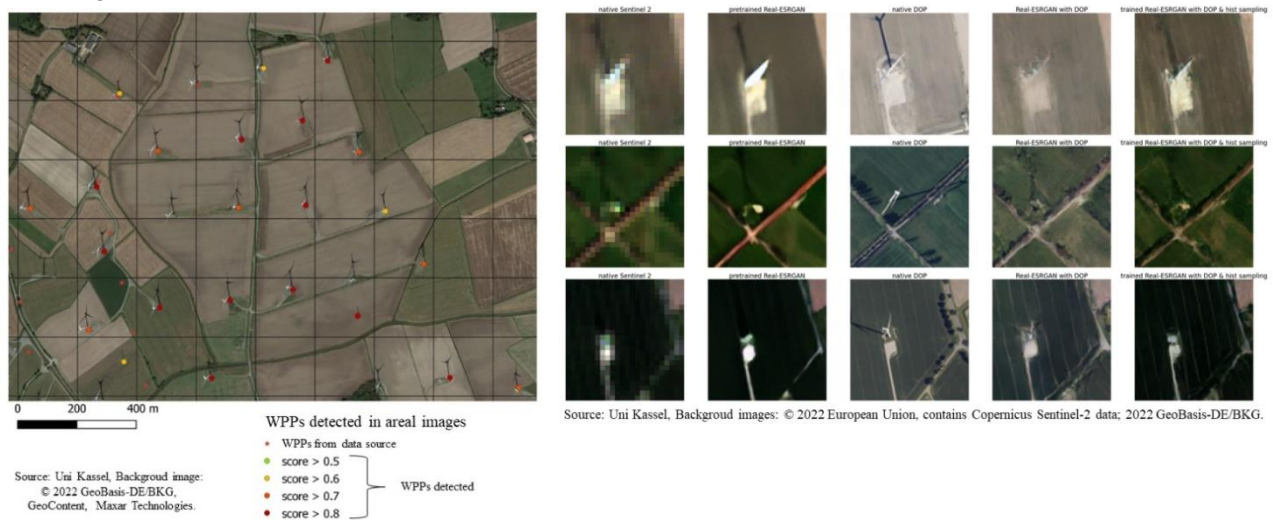 native Sentinel 2
pretrained Real-ESRGAN
native DOP
Real-ESRGAN with DOP
trained Real-ESRGAN with DOP & hist sampling
native Sentinel 2
pretrained Real-ESRGAN
native DOP
Real-ESRGAN with DOP
trained Real-ESRGAN with DOP & hist sampling
native Sentinel 2
pretrained Real-ESRGAN
native DOP
Real-ESRGAN with DOP
trained Real-ESRGAN with DOP & hist sampling
Source: Uni Kassel, Backgroud images: © 2022 European Union, contains Copernicus Sentinel-2 data; 2022 GeoBasis-DE/BKG.
0 200 400 m
WPPs detected in areal images
WPPs from data source
score > 0.5
score > 0.6
score > 0.7
score > 0.8
WPPs detected
Source: Uni Kassel, Backgroud image:
© 2022 GeoBasis-DE/BKG,
GeoContent, Maxar Technologies.